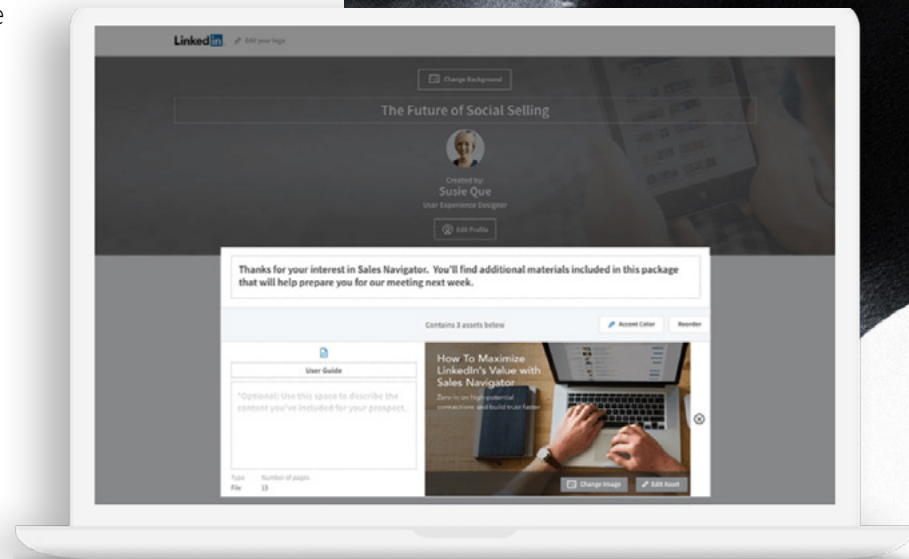 e
Linkedin
Edit your logo
Change Background
The Future of Social Selling
Created by:
Susie Que
User Experience Designer
Edit Profile
Thanks for your interest in Sales Navigator. You'll find additional materials included in this package
that will help prepare you for our meeting next week.
Contains 3 assets below
Accent Color
Reorder
User Guide
*Optional: Use this space to describe the
content you've included for your prospect.
Type Number of pages
File 15
How To Maximize
LinkedIn's Value with
Sales Navigator
Zero in on high-potential
connections and build trust faster
Change Image
Edit Asset